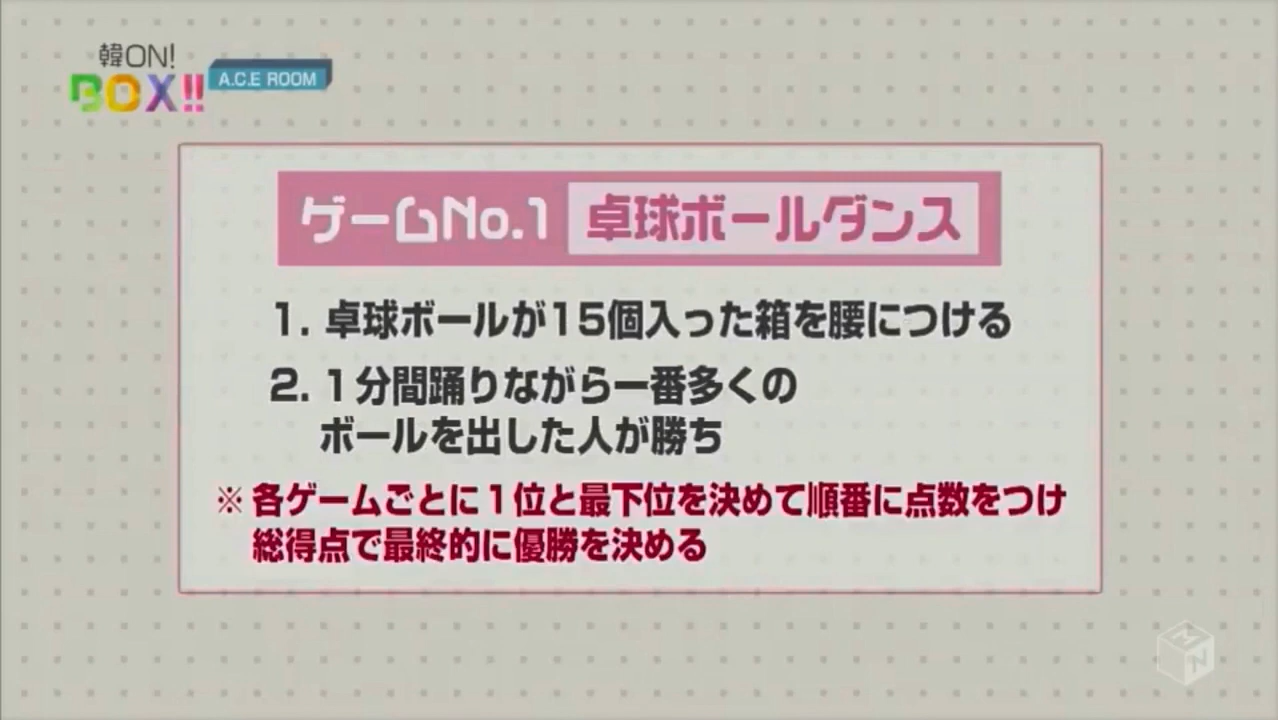 韓ON!
BOX!!
A.C.E ROOM
ゲームNo.1 卓球ボールダンス
1. 卓球ボールが15個入った箱を腰につける
2. 1分間踊りながら一番多くの
ボールを出した人が勝ち
※ 各ゲームごとに1位と最下位を決めて順番に点数をつけ
総得点で最終的に優勝を決める